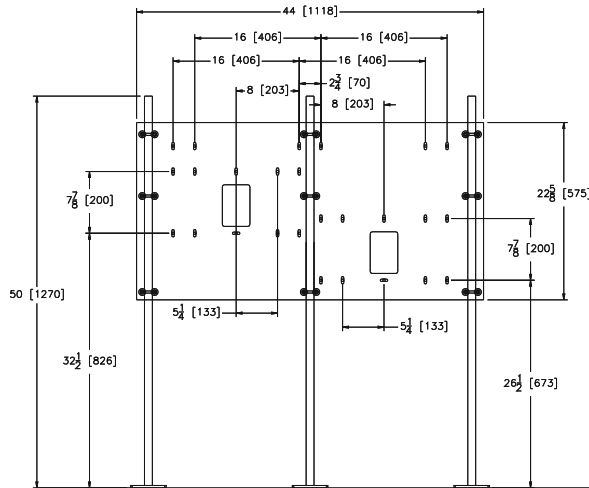 44 [1118]
16 [406]
16 [406]
16 [406]
16 [406]
2 3/4 [70]
8 [203]
8 [203]
7 7/8 [200]
22 5/8 [575]
7 7/8 [200]
50 [1270]
5 1/4 [133]
5 1/4 [133]
32 1/2 [826]
26 1/2 [673]